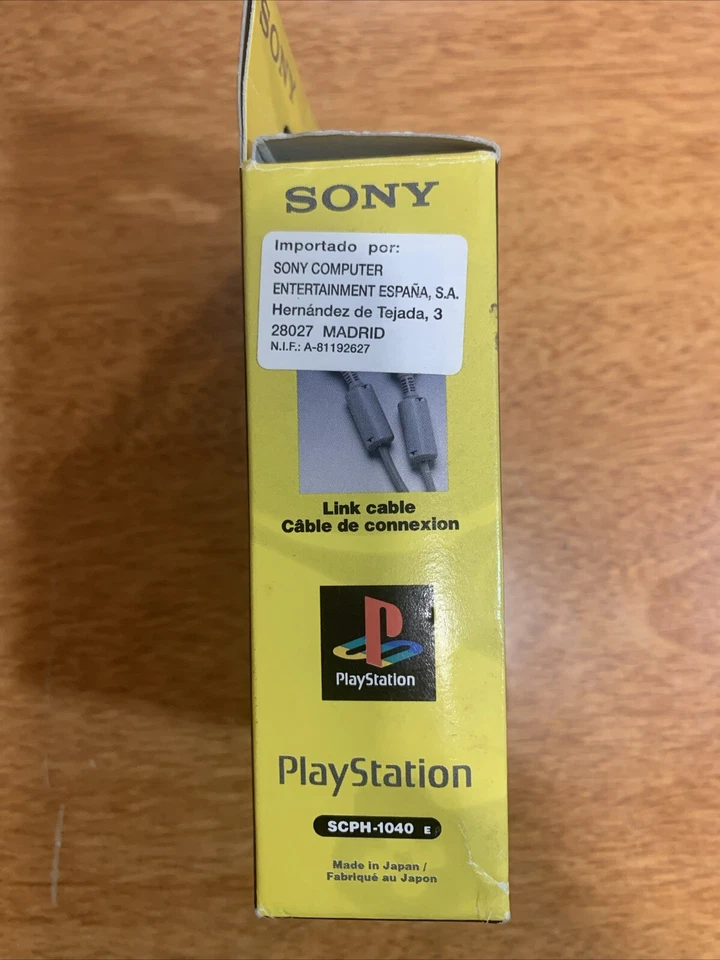 SONY
SONY
Importado por:
SONY COMPUTER
ENTERTAINMENT ESPAÑA, S.A.
Hernández de Tejada, 3
28027 MADRID
N.I.F.: A-81192627
Link cable
Câble de connexion
PlayStation
PlayStation
SCPH-1040 E
Made in Japan /
Fabriqué au Japon